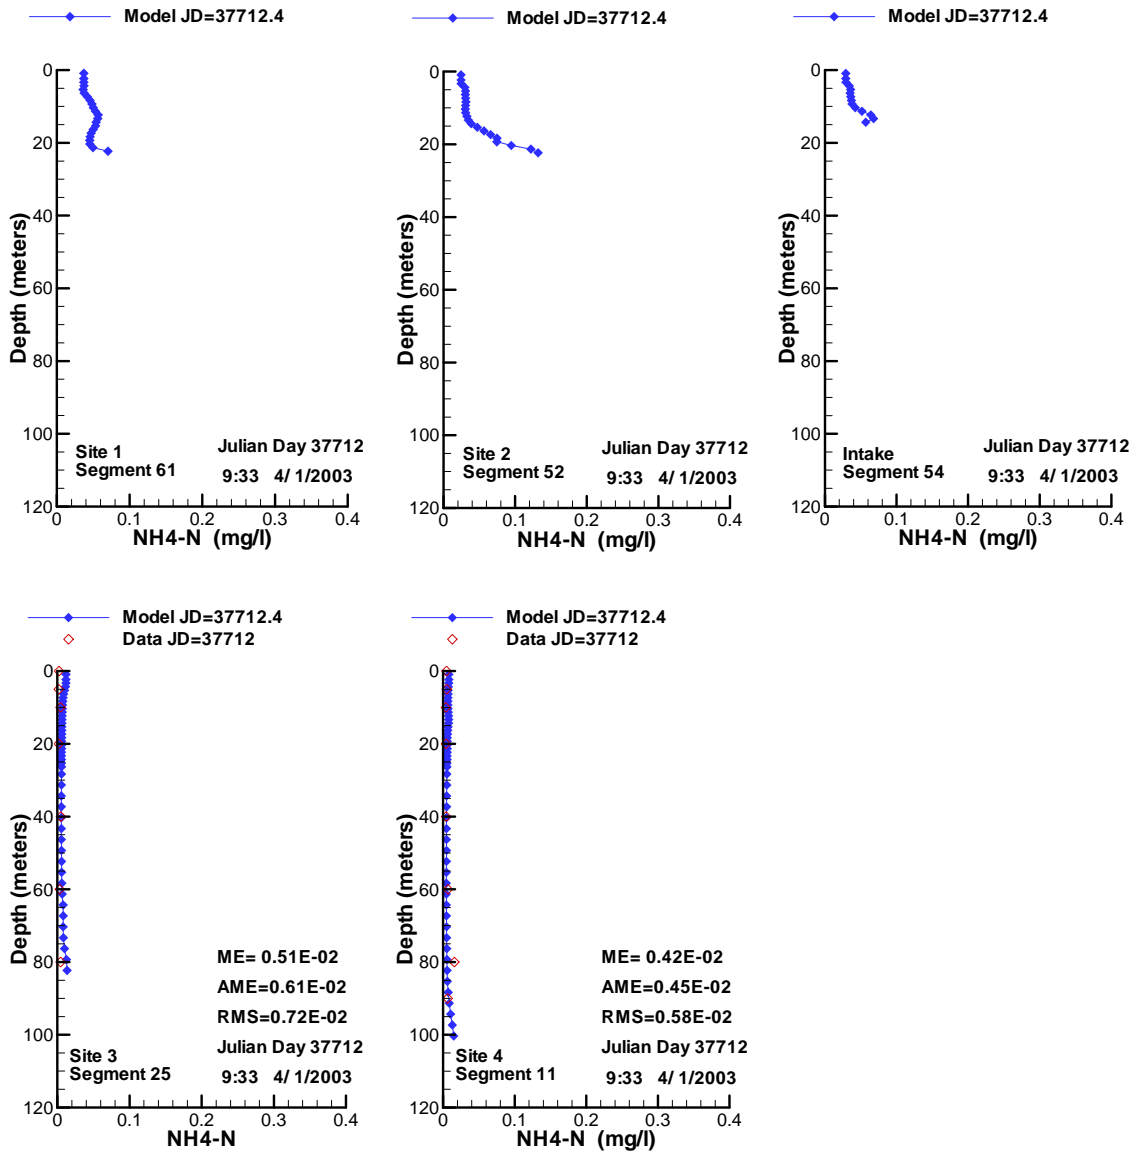 Model JD=37712.4
0
20
40
60
80
100
120
Depth (meters)
Site 1
Segment 61
Julian Day 37712
9:33 4/ 1/2003
0 0.1 0.2 0.3 0.4
NH4-N (mg/l)
Model JD=37712.4
0
20
40
60
80
100
120
Depth (meters)
Site 2
Segment 52
Julian Day 37712
9:33 4/ 1/2003
0 0.1 0.2 0.3 0.4
NH4-N (mg/l)
Model JD=37712.4
0
20
40
60
80
100
120
Depth (meters)
Intake
Segment 54
Julian Day 37712
9:33 4/ 1/2003
0 0.1 0.2 0.3 0.4
NH4-N (mg/l)
Model JD=37712.4
Data JD=37712
0
20
40
60
80
100
120
Depth (meters)
ME= 0.51E-02
AME=0.61E-02
RMS=0.72E-02
Site 3
Segment 25
Julian Day 37712
9:33 4/ 1/2003
0 0.1 0.2 0.3 0.4
NH4-N
Model JD=37712.4
Data JD=37712
0
20
40
60
80
100
120
Depth (meters)
ME= 0.42E-02
AME=0.45E-02
RMS=0.58E-02
Site 4
Segment 11
Julian Day 37712
9:33 4/ 1/2003
0 0.1 0.2 0.3 0.4
NH4-N (mg/l)